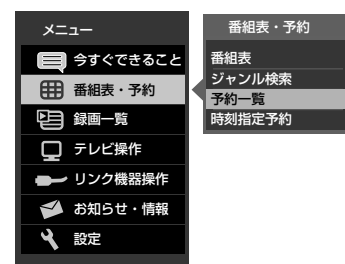 メニュー
今すぐできること
番組表・予約
録画一覧
テレビ操作
リンク機器操作
お知らせ・情報
設定
番組表・予約
番組表
ジャンル検索
予約一覧
時刻指定予約